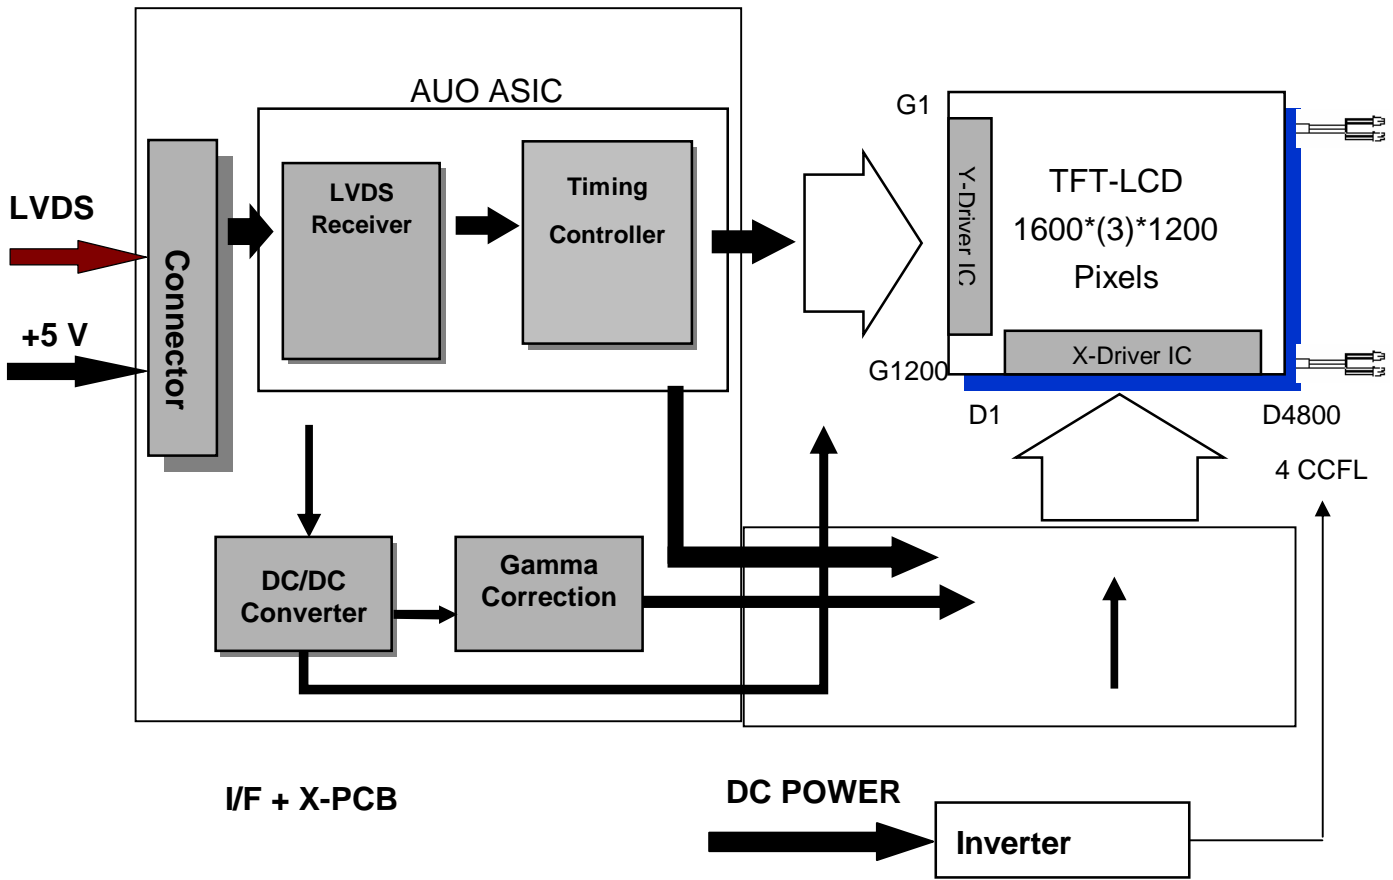 AUO ASIC
LVDS
+5 V
Connector
LVDS
Receiver
Timing
Controller
G1
Y-Driver IC
TFT-LCD
1600*(3)*1200
Pixels
X-Driver IC
G1200
D1
D4800
4 CCFL
DC/DC
Converter
Gamma
Correction
I/F + X-PCB
DC POWER
Inverter